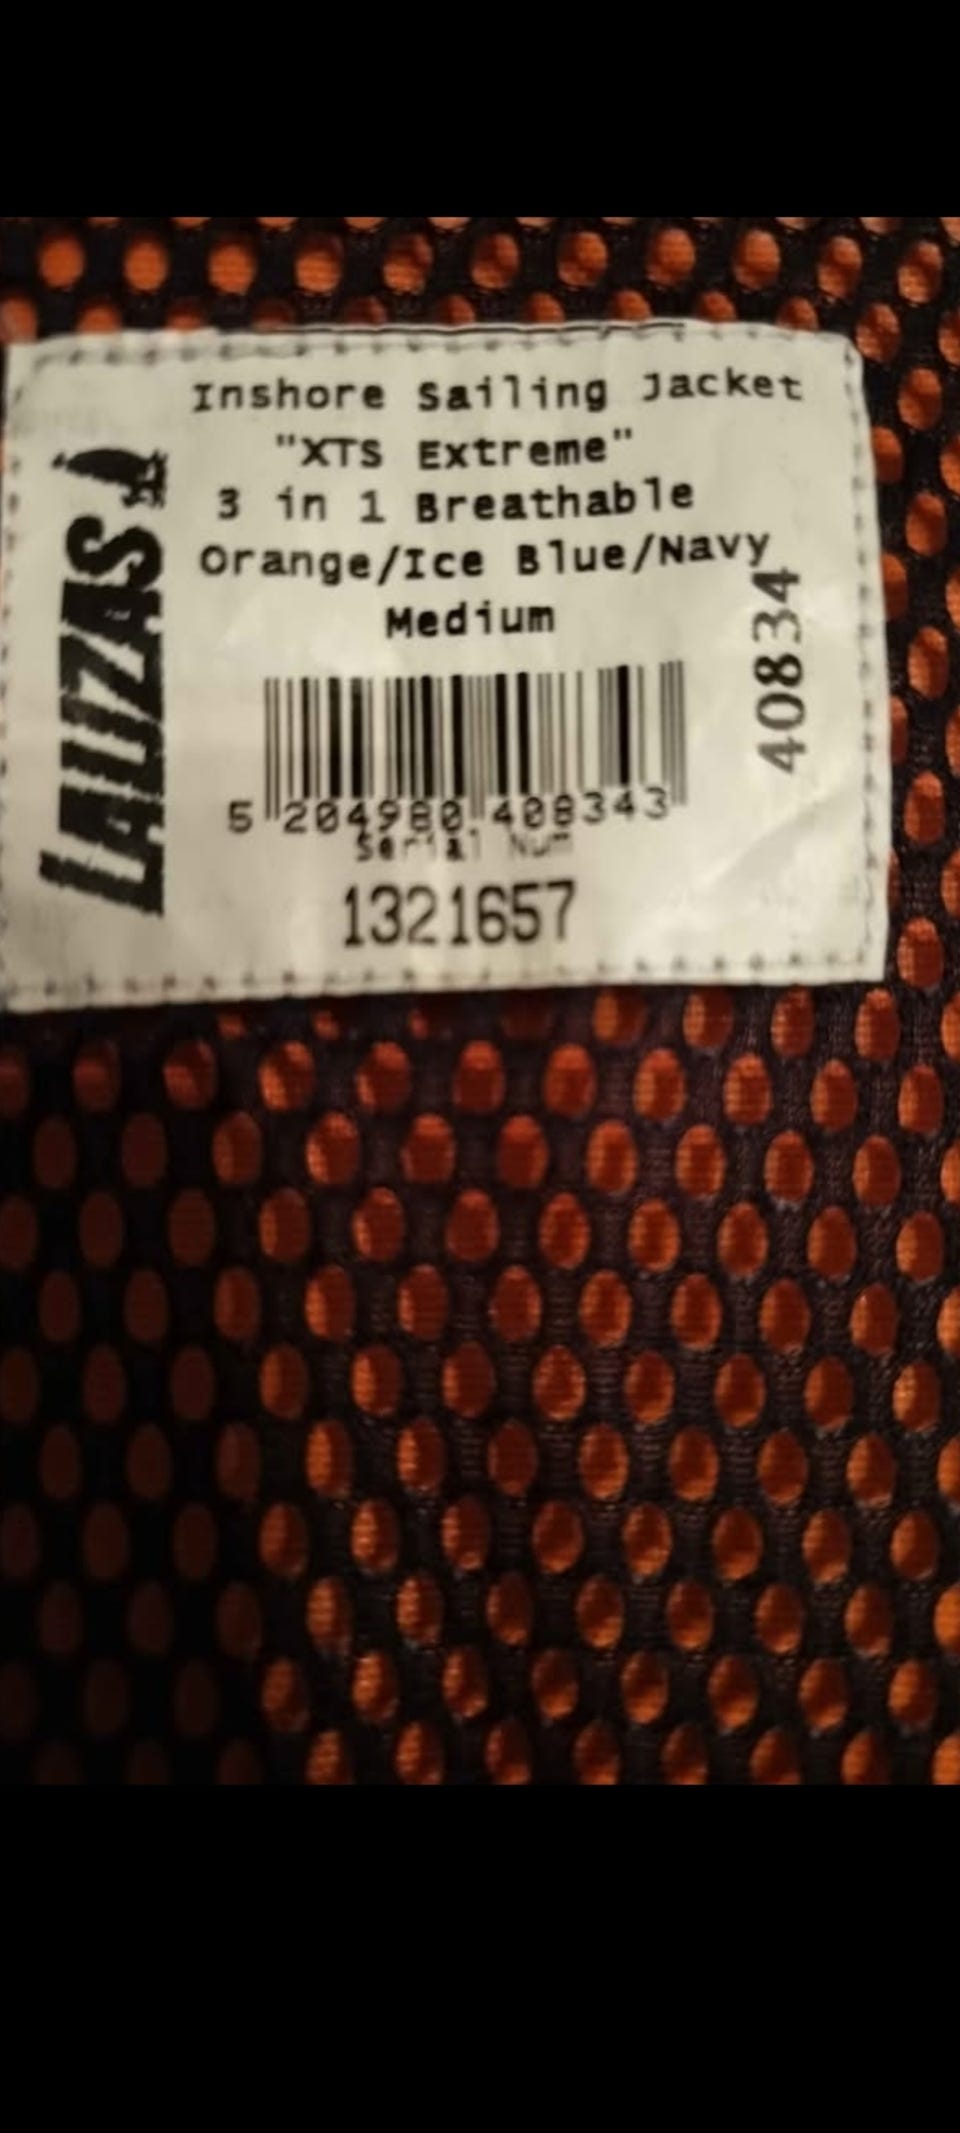 LALIZAS
Inshore Sailing Jacket
"XTS Extreme"
3 in 1 Breathable
Orange/Ice Blue/Navy
Medium
40834
5 204980 408343
Serial Num
1321657